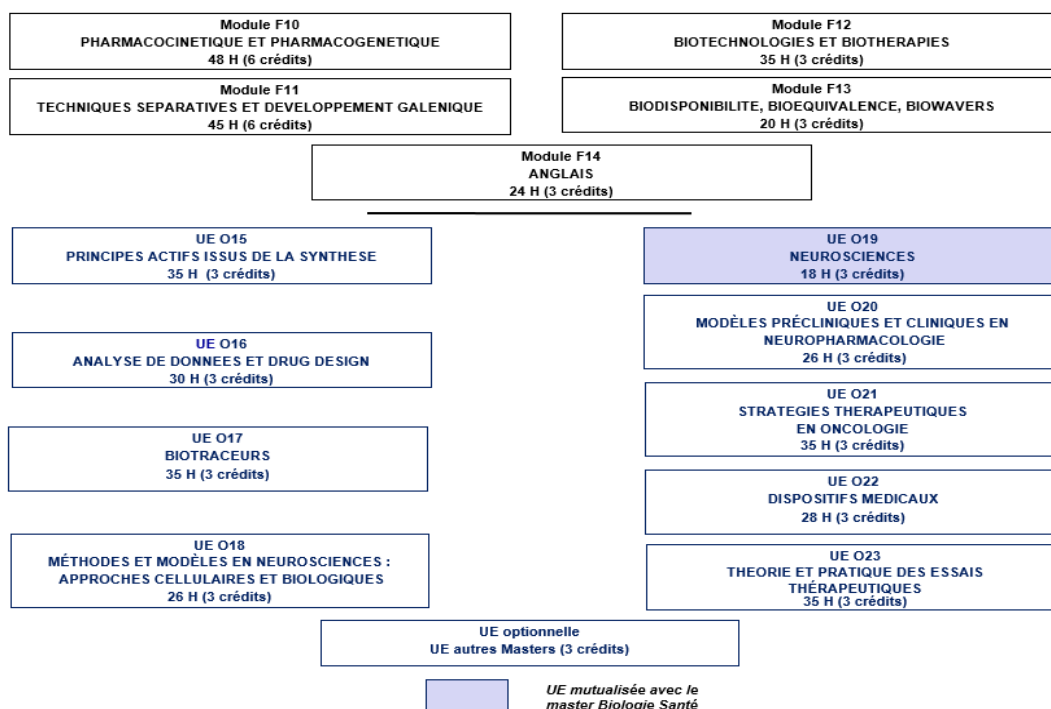 Module F10
PHARMACOCINETIQUE ET PHARMACOGENETIQUE
48 H (6 crédits)
Module F12
BIOTECHNOLOGIES ET BIOTHERAPIES
35 H (3 crédits)
Module F11
TECHNIQUES SEPARATIVES ET DEVELOPPEMENT GALENIQUE
45 H (6 crédits)
Module F13
BIODISPONIBILITE, BIOEQUIVALENCE, BIOWAVERS
20 H (3 crédits)
Module F14
ANGLAIS
24 H (3 crédits)
UE O15
PRINCIPES ACTIFS ISSUS DE LA SYNTHESE
35 H (3 crédits)
UE O19
NEUROSCIENCES
18 H (3 crédits)
UE O16
ANALYSE DE DONNEES ET DRUG DESIGN
30 H (3 crédits)
UE O20
MODÈLES PRÉCLINIQUES ET CLINIQUES EN
NEUROPHARMACOLOGIE
26 H (3 crédits)
UE O17
BIOTRACEURS
35 H (3 crédits)
UE O21
STRATEGIES THERAPEUTIQUES
EN ONCOLOGIE
35 H (3 crédits)
UE O22
DISPOSITIFS MEDICAUX
28 H (3 crédits)
UE O18
MÉTHODES ET MODÈLES EN NEUROSCIENCES :
APPROCHES CELLULAIRES ET BIOLOGIQUES
26 H (3 crédits)
UE O23
THEORIE ET PRATIQUE DES ESSAIS
THÉRAPEUTIQUES
35 H (3 crédits)
UE optionnelle
UE autres Masters (3 crédits)
UE mutualisée avec le
master Biologie Santé